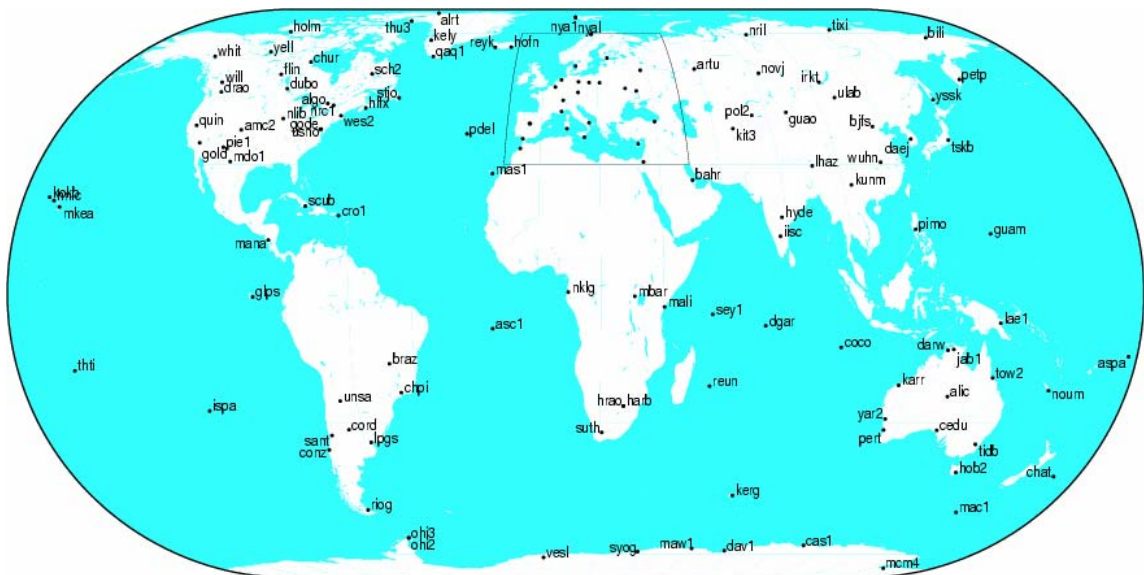 alrt
nya1 nyal
holm
thu3
kely
reyk hofn
nril
tixi
bili
whit
yell
chur
qaq1
artu
novj
irkt
petp
will
drao
flin
dubo
sch2
ulab
yssk
algo
nrc1
stjo
hlfx
quin
amc2
nlib
gode
usno
wes2
pdel
pol2
kit3
guao
bjfs
daej
tskb
gold
pie1
mdo1
mas1
bahr
lhaz
wuhn
kunm
kokb
mkea
scub
cro1
hyde
iisc
pimo
guam
mana
glps
nklg
mbar
mali
sey1
dgar
lae1
asc1
coco
darw
jab1
aspa
thti
braz
chpi
unsa
ispa
reun
karr
alic
tow2
noum
hrao harb
suth
yar2
pert
cedu
tidb
sant
conz
cord
lpgs
hob2
chat
riog
kerg
mac1
ohi3
ohi2
vesl
syog
maw1
dav1
cas1
mcm4